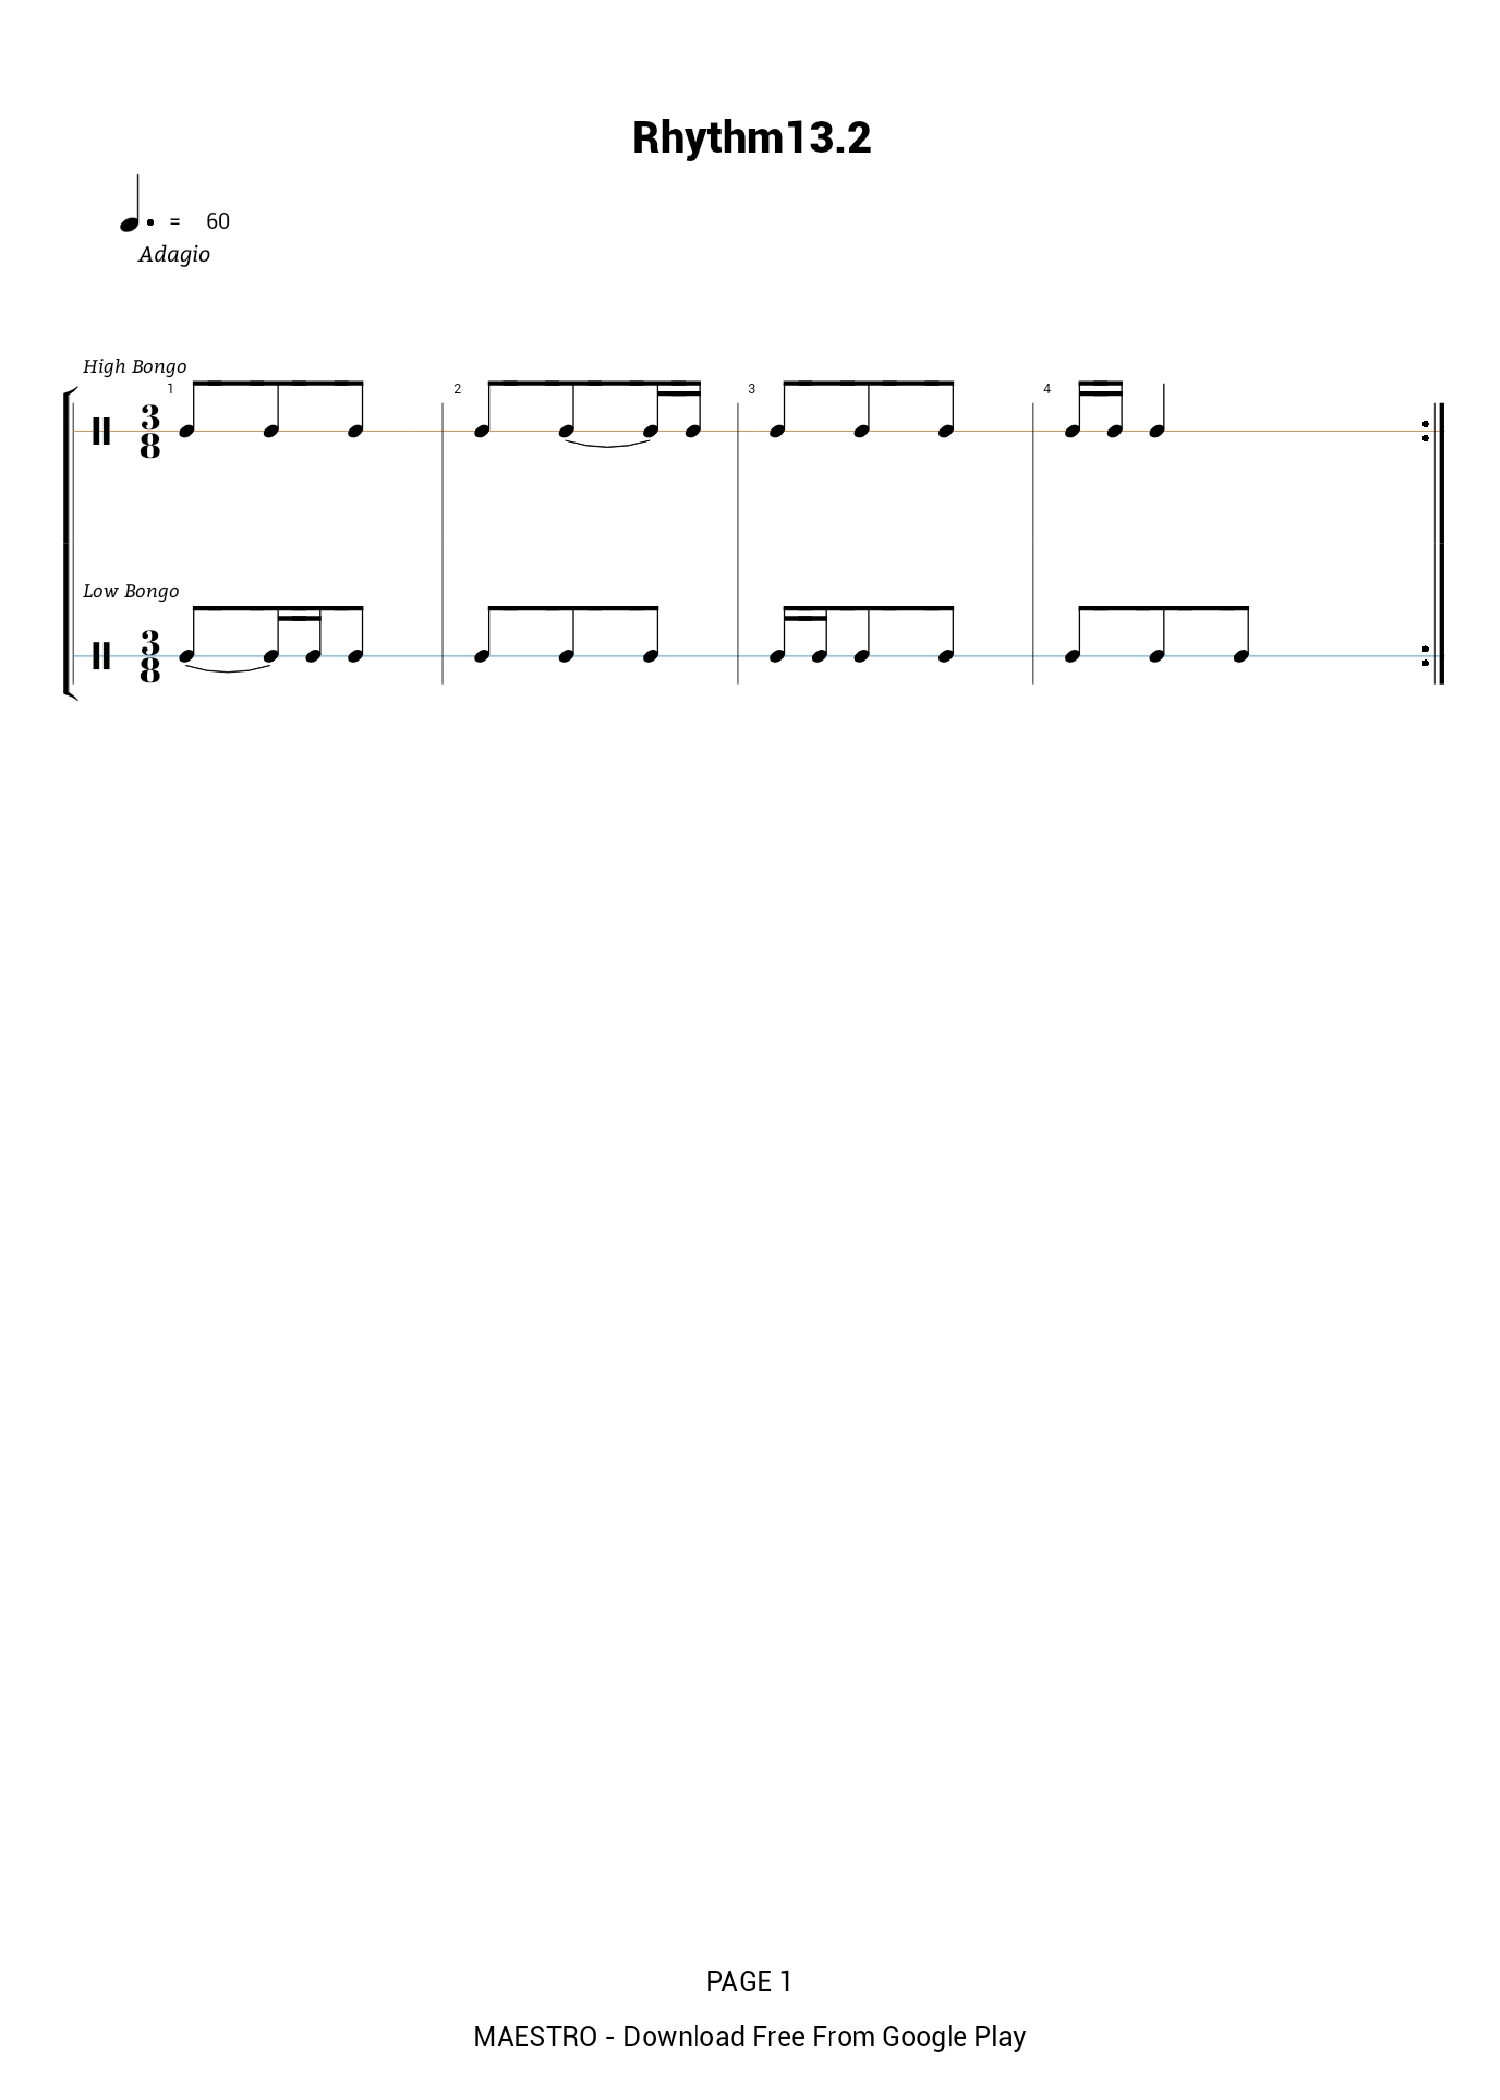 Rhythm13.2
= 60
Adagio
High Bongo
1 2 3 4
3
8
Low Bongo
3
8
PAGE 1
MAESTRO - Download Free From Google Play